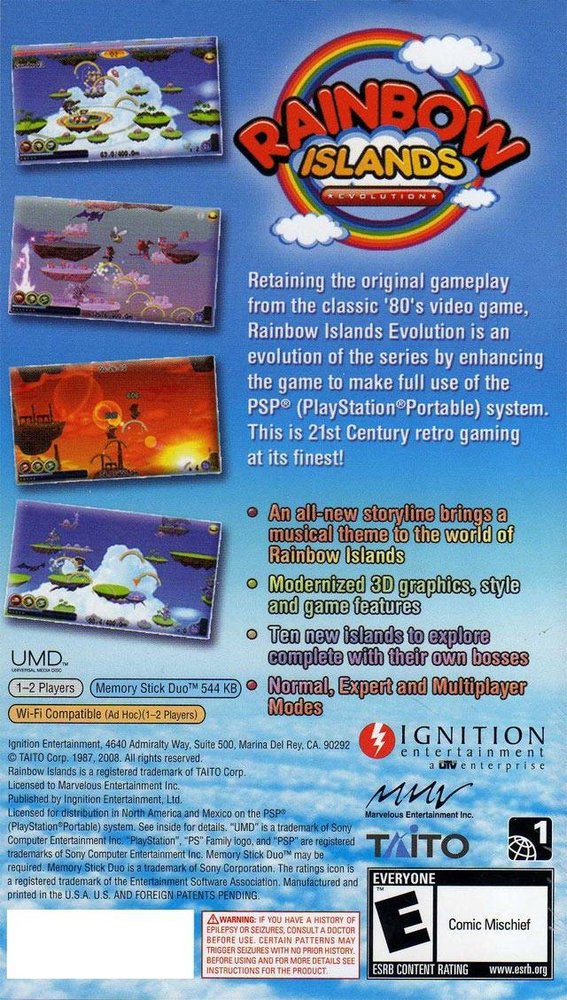 RAINBOW
ISLANDS
EVOLUTION
63.0/400.0m
Retaining the original gameplay
from the classic '80's video game,
Rainbow Islands Evolution is an
evolution of the series by enhancing
the game to make full use of the
PSP® (PlayStation®Portable) system.
This is 21st Century retro gaming
at its finest!
An all-new storyline brings a
musical theme to the world of
Rainbow Islands
Modernized 3D graphics, style
and game features
Ten new islands to explore
complete with their own bosses
Normal, Expert and Multiplayer
Modes
UMD™
UNIVERSAL MEDIA DISC
1-2 Players
Memory Stick Duo™ 544 KB
Wi-Fi Compatible (Ad Hoc)(1-2 Players)
Ignition Entertainment, 4640 Admiralty Way, Suite 500, Marina Del Rey, CA. 90292
© TAITO Corp. 1987, 2008. All rights reserved.
Rainbow Islands is a registered trademark of TAITO Corp.
Licensed to Marvelous Entertainment Inc.
Published by Ingnition Entertainment, Ltd.
Licensed for distribution in North America and Mexico on the PSP®
(PlayStation®Portable) system. See inside for details. "UMD" is a trademark of Sony
Computer Entertainment Inc. "PlayStation", "PS" Family logo, and "PSP" are registered
trademarks of Sony Computer Entertainment Inc. Memory Stick Duo™ may be
required. Memory Stick Duo is a trademark of Sony Corporation. The ratings icon is
a registered trademark of the Entertainment Software Association. Manufactured and
printed in the U.S.A. U.S. AND FOREIGN PATENTS PENDING.
IGNITION
entertainment
a UTV enterprise
MMV
Marvelous Entertainment Inc.
TAITO
1
WARNING: IF YOU HAVE A HISTORY OF
EPILEPSY OR SEIZURES, CONSULT A DOCTOR
BEFORE USE. CERTAIN PATTERNS MAY
TRIGGER SEIZURES WITH NO PRIOR HISTORY.
BEFORE USING AND FOR MORE DETAILS SEE
INSTRUCTIONS FOR THE PRODUCT.
EVERYONE
TM
E
Comic Mischief
ESRB CONTENT RATING www.esrb.org